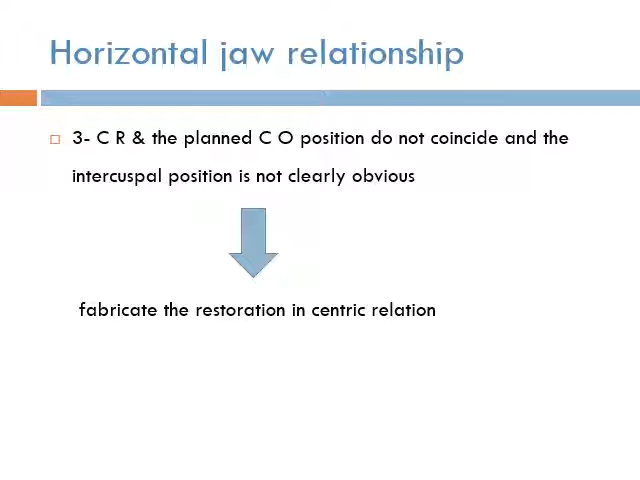 Horizontal jaw relationship
3- C R & the planned C O position do not coincide and the
intercuspal position is not clearly obvious
fabricate the restoration in centric relation